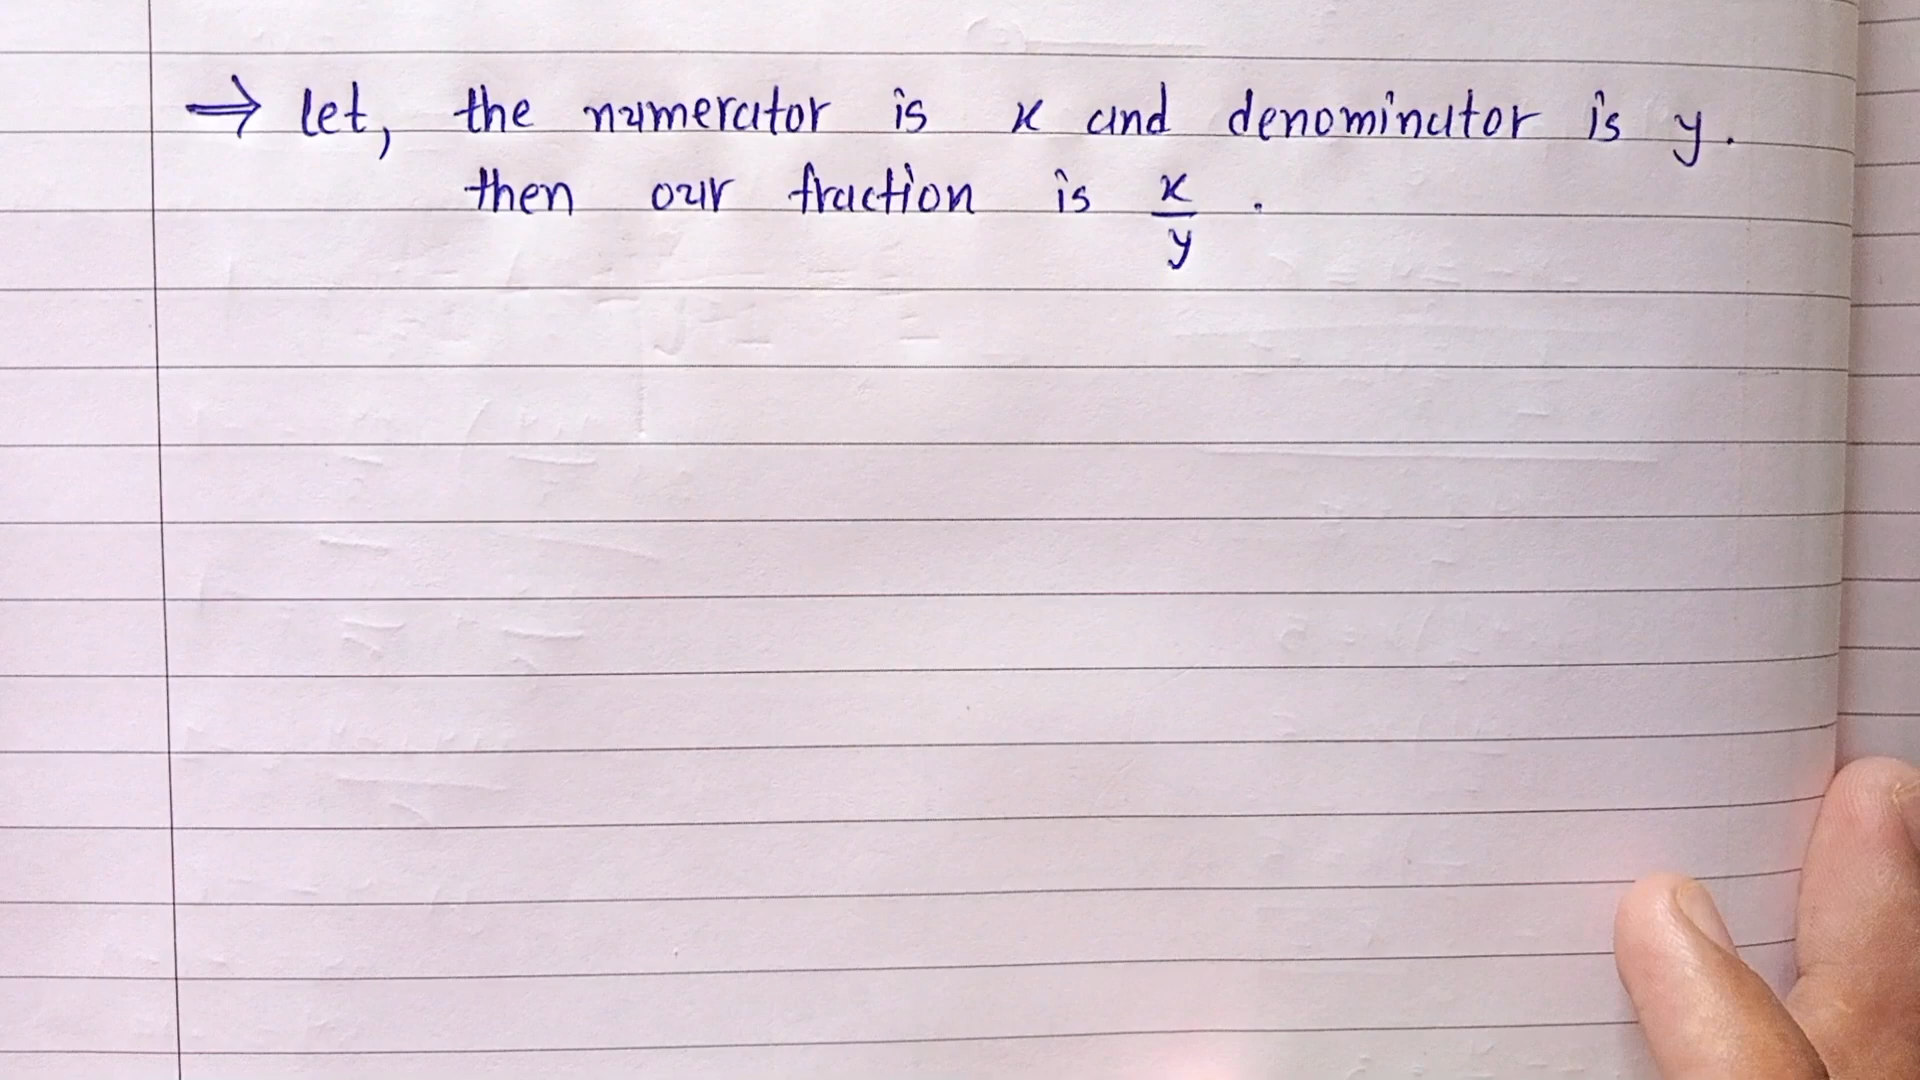 ⇒ let, the numerator is x and denominator is y.
then our fraction is x/y .